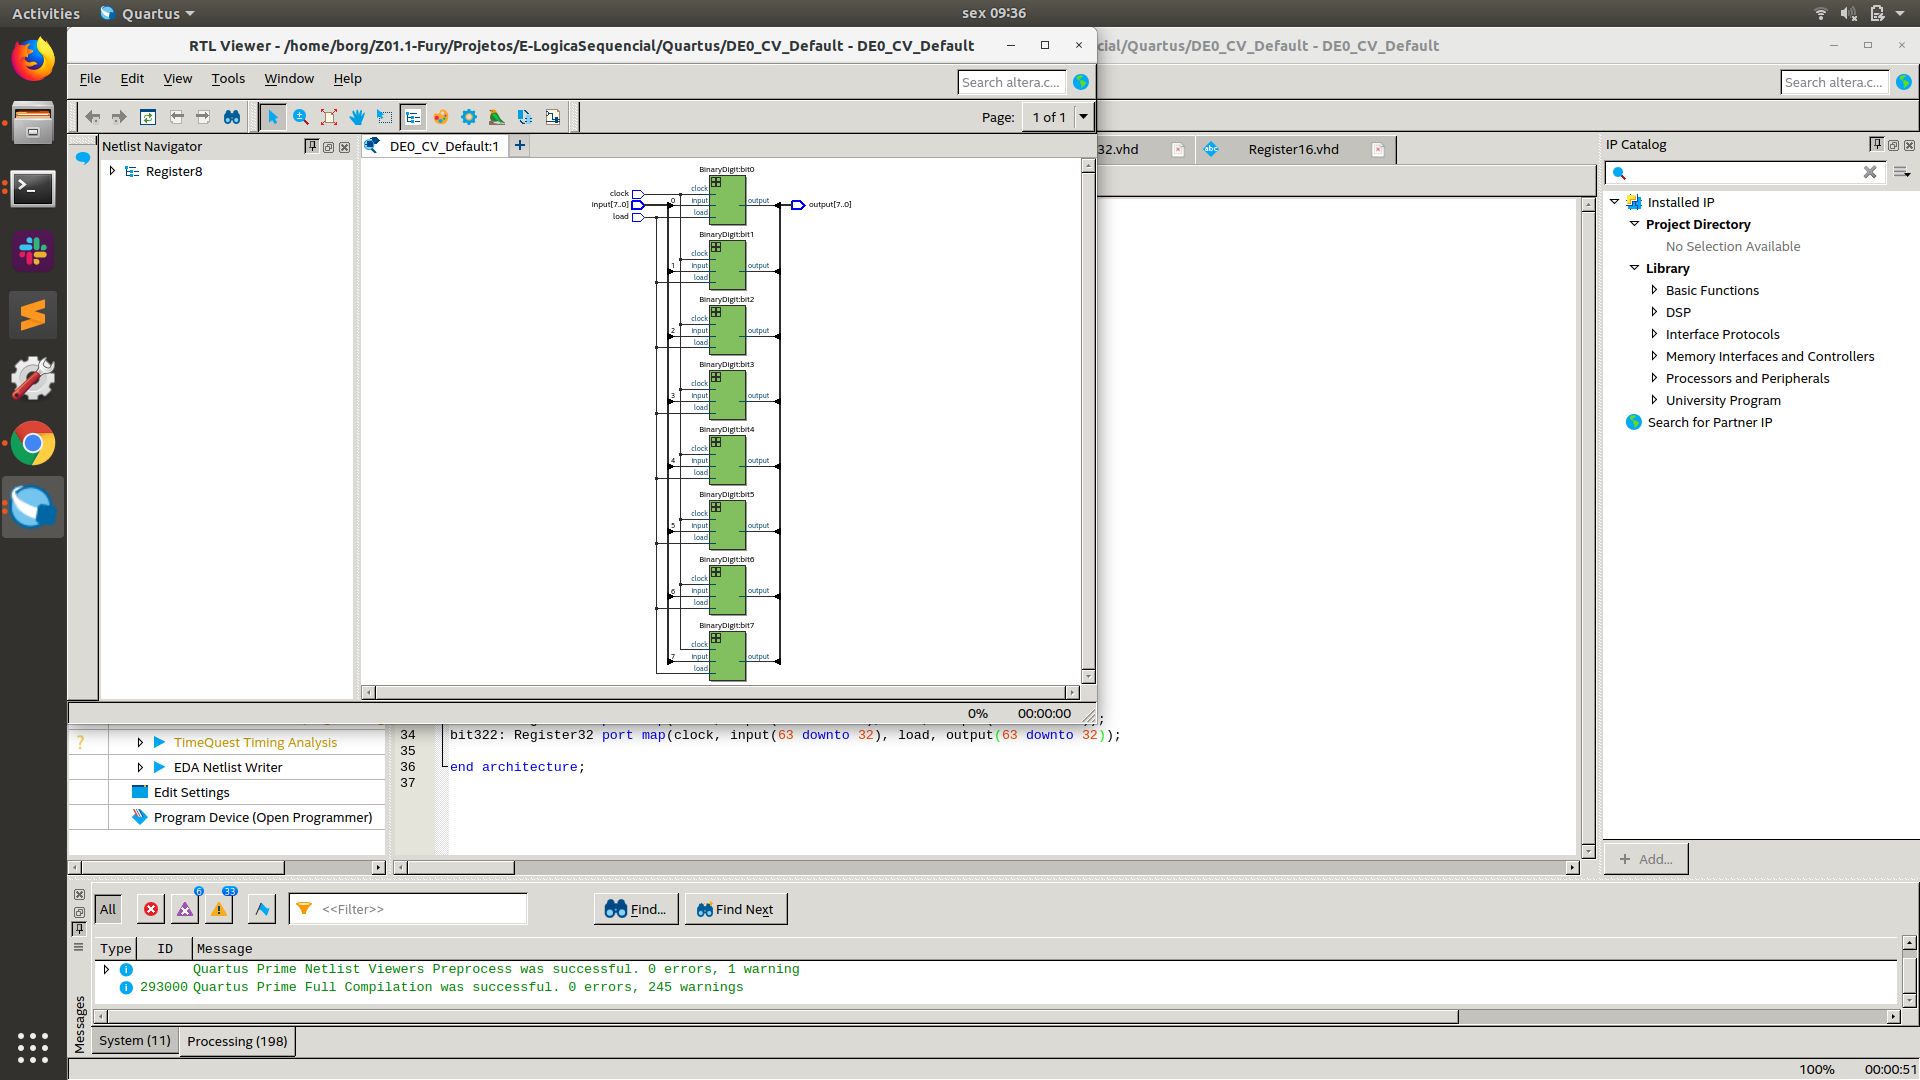 Activities
Quartus
sex 09:36
RTL Viewer - /home/borg/Z01.1-Fury/Projetos/E-LogicaSequencial/Quartus/DE0_CV_Default - DE0_CV_Default
cial/Quartus/DE0_CV_Default - DE0_CV_Default
File Edit View Tools Window Help
Search altera.c...
Search altera.c...
Page: 1 of 1
Netlist Navigator
DE0_CV_Default:1
Register8
32.vhd
Register16.vhd
IP Catalog
Installed IP
Project Directory
No Selection Available
Library
Basic Functions
DSP
Interface Protocols
Memory Interfaces and Controllers
Processors and Peripherals
University Program
Search for Partner IP
+ Add...
clock
input[7..0]
load
output[7..0]
BinaryDigit:bit0
clock
0 input output
load
BinaryDigit:bit1
clock
1 input output
load
BinaryDigit:bit2
clock
2 input output
load
BinaryDigit:bit3
clock
3 input output
load
BinaryDigit:bit4
clock
4 input output
load
BinaryDigit:bit5
clock
5 input output
load
BinaryDigit:bit6
clock
6 input output
load
BinaryDigit:bit7
clock
7 input output
load
0% 00:00:00
TimeQuest Timing Analysis
EDA Netlist Writer
Edit Settings
Program Device (Open Programmer)
34 bit322: Register32 port map(clock, input(63 downto 32), load, output(63 downto 32));
35
36 end architecture;
37
All
6
33
<<Filter>>
Find...
Find Next
Type ID Message
Quartus Prime Netlist Viewers Preprocess was successful. 0 errors, 1 warning
293000 Quartus Prime Full Compilation was successful. 0 errors, 245 warnings
Messages
System (11)
Processing (198)
100% 00:00:51